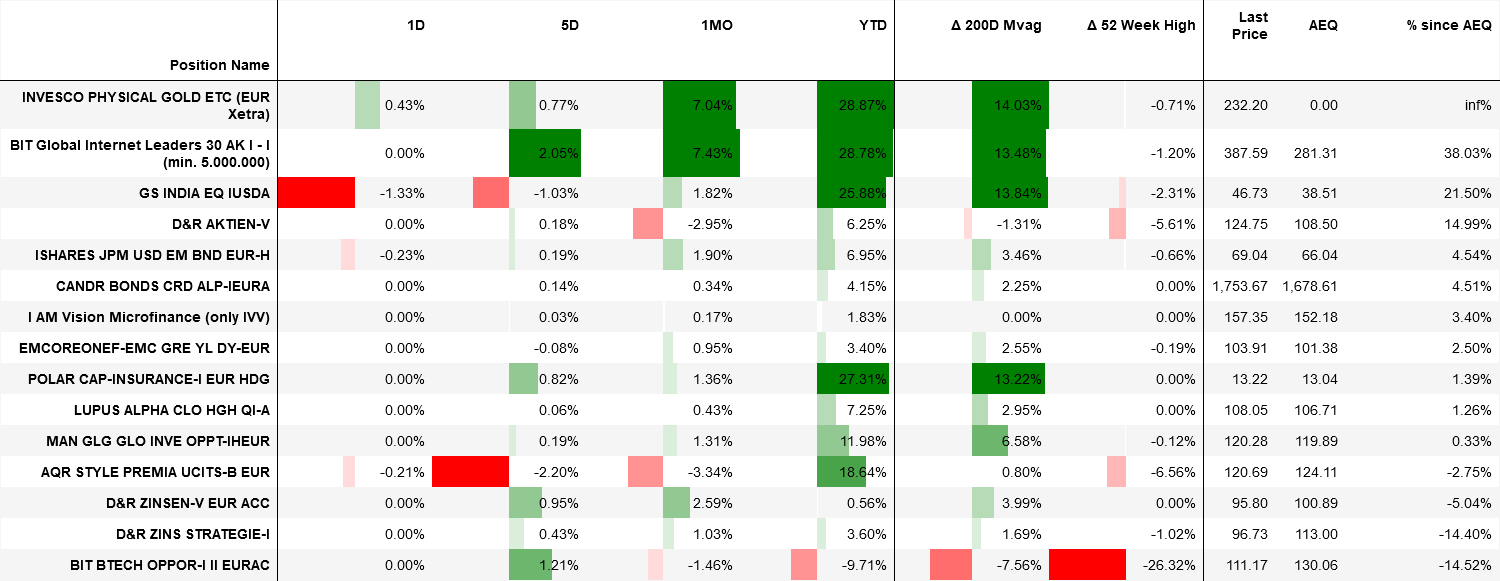 Position Name 1D 5D 1MO YTD Δ 200D Mvag Δ 52 Week High Last Price AEQ % since AEQ
INVESCO PHYSICAL GOLD ETC (EUR Xetra) 0.43% 0.77% 7.04% 28.87% 14.03% -0.71% 232.20 0.00 inf%
BIT Global Internet Leaders 30 AK I - I (min. 5.000.000) 0.00% 2.05% 7.43% 28.78% 13.48% -1.20% 387.59 281.31 38.03%
GS INDIA EQ IUSDA -1.33% -1.03% 1.82% 25.88% 13.84% -2.31% 46.73 38.51 21.50%
D&R AKTIEN-V 0.00% 0.18% -2.95% 6.25% -1.31% -5.61% 124.75 108.50 14.99%
ISHARES JPM USD EM BND EUR-H -0.23% 0.19% 1.90% 6.95% 3.46% -0.66% 69.04 66.04 4.54%
CANDR BONDS CRD ALP-IEURA 0.00% 0.14% 0.34% 4.15% 2.25% 0.00% 1,753.67 1,678.61 4.51%
I AM Vision Microfinance (only IVV) 0.00% 0.03% 0.17% 1.83% 0.00% 0.00% 157.35 152.18 3.40%
EMCOREONEF-EMC GRE YL DY-EUR 0.00% -0.08% 0.95% 3.40% 2.55% -0.19% 103.91 101.38 2.50%
POLAR CAP-INSURANCE-I EUR HDG 0.00% 0.82% 1.36% 27.31% 13.22% 0.00% 13.22 13.04 1.39%
LUPUS ALPHA CLO HGH QI-A 0.00% 0.06% 0.43% 7.25% 2.95% 0.00% 108.05 106.71 1.26%
MAN GLG GLO INVE OPPT-IHEUR 0.00% 0.19% 1.31% 11.98% 6.58% -0.12% 120.28 119.89 0.33%
AQR STYLE PREMIA UCITS-B EUR -0.21% -2.20% -3.34% 18.64% 0.80% -6.56% 120.69 124.11 -2.75%
D&R ZINSEN-V EUR ACC 0.00% 0.95% 2.59% 0.56% 3.99% 0.00% 95.80 100.89 -5.04%
D&R ZINS STRATEGIE-I 0.00% 0.43% 1.03% 3.60% 1.69% -1.02% 96.73 113.00 -14.40%
BIT BTECH OPPOR-I II EURAC 0.00% 1.21% -1.46% -9.71% -7.56% -26.32% 111.17 130.06 -14.52%